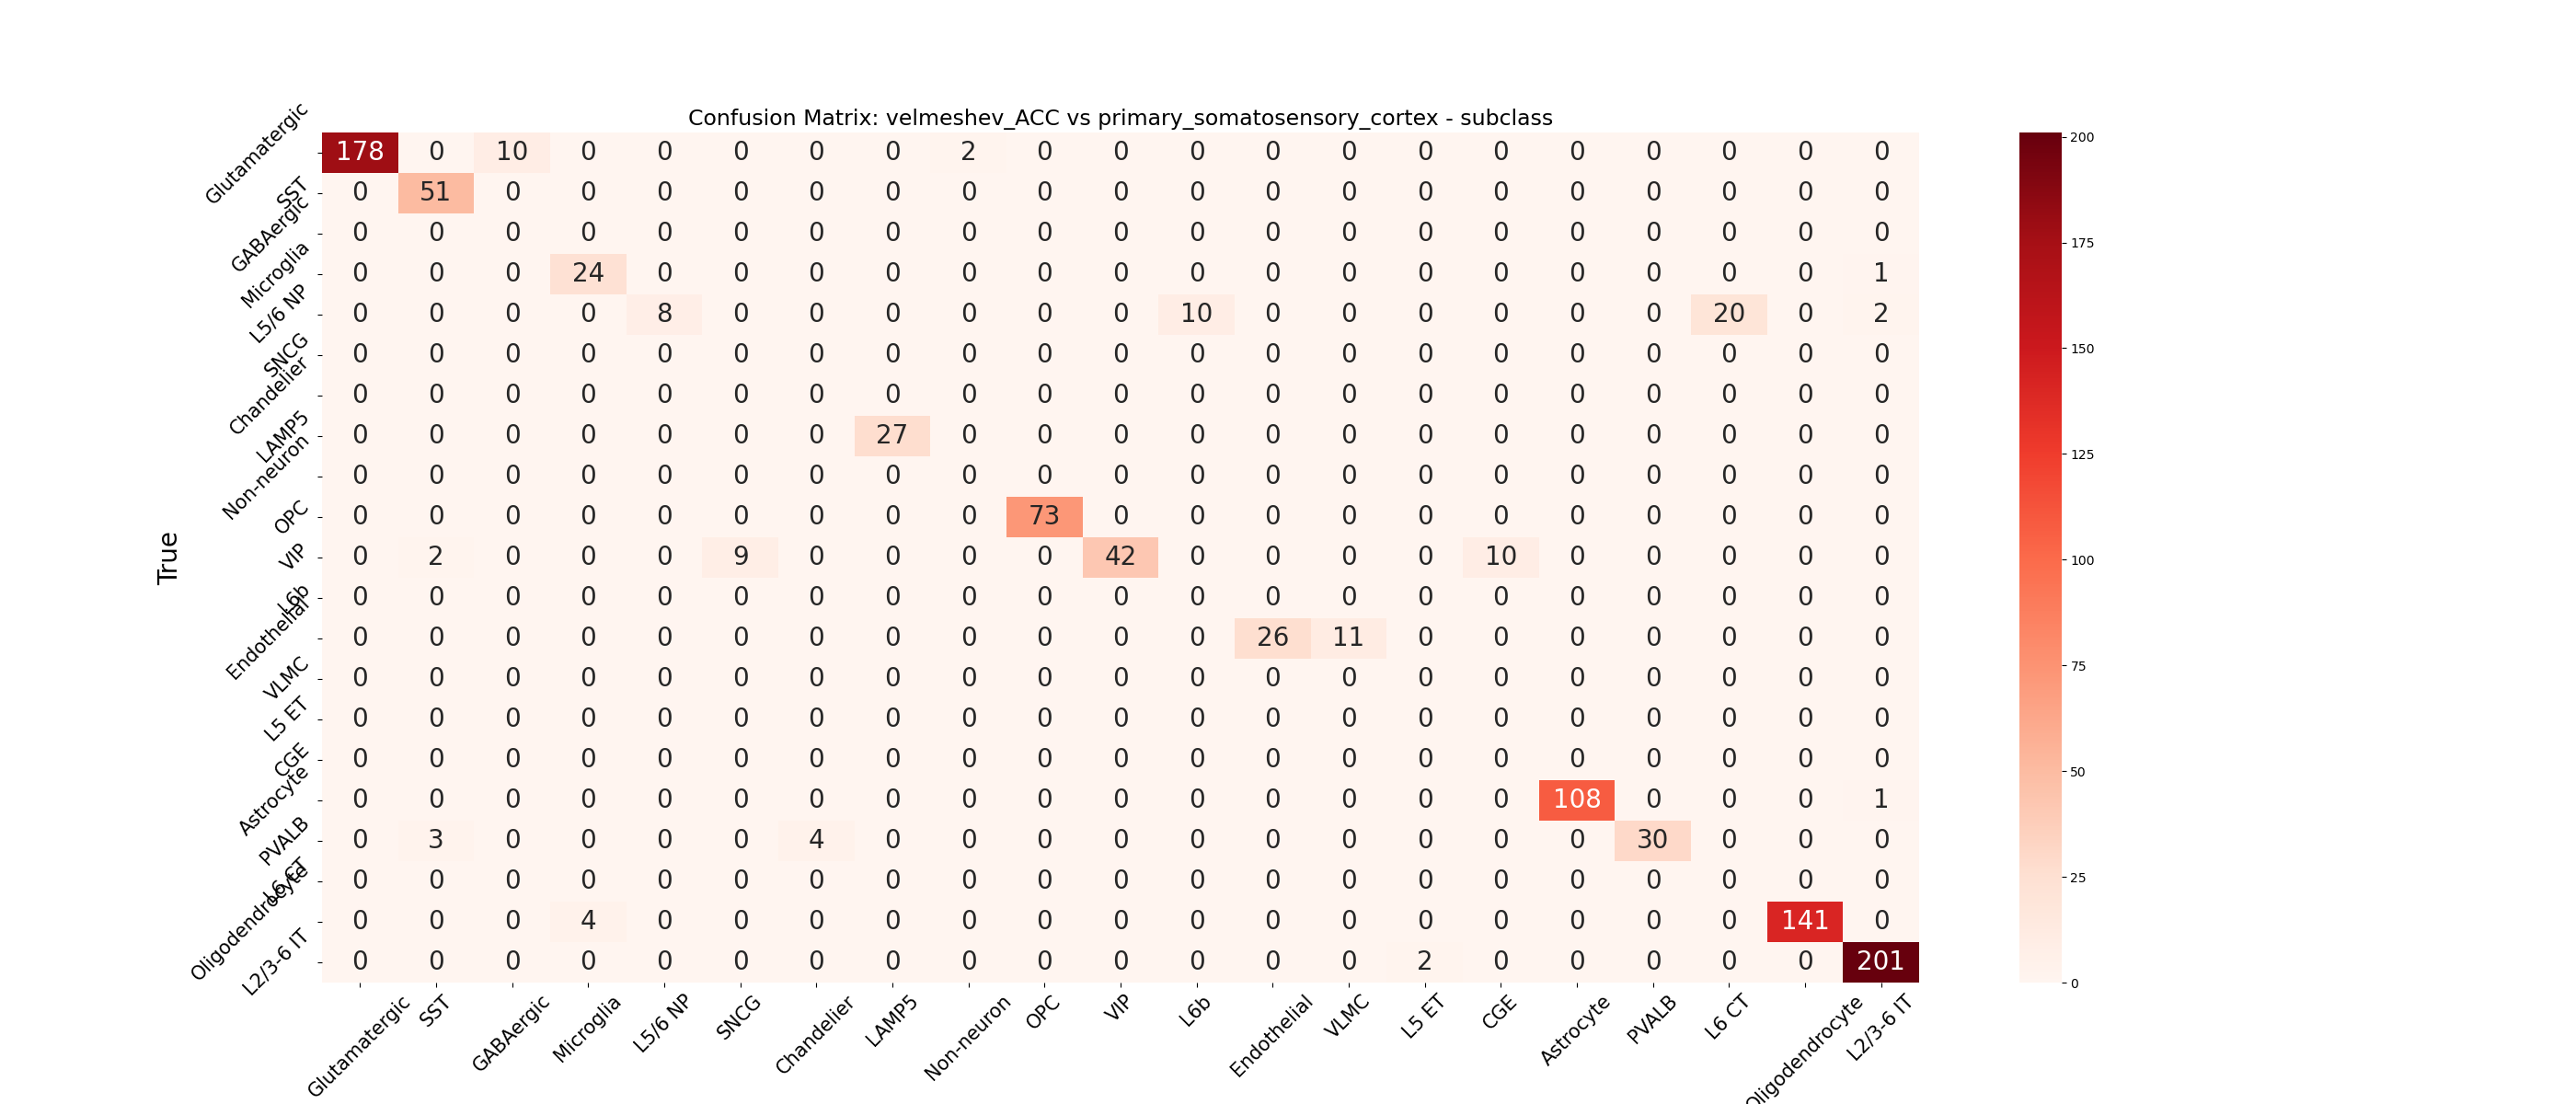 Confusion Matrix: velmeshev_ACC vs primary_somatosensory_cortex - subclass
True
Glutamatergic 178 0 10 0 0 0 0 0 2 0 0 0 0 0 0 0 0 0 0 0 0
SST 0 51 0 0 0 0 0 0 0 0 0 0 0 0 0 0 0 0 0 0 0
GABAergic 0 0 0 0 0 0 0 0 0 0 0 0 0 0 0 0 0 0 0 0 0
Microglia 0 0 0 24 0 0 0 0 0 0 0 0 0 0 0 0 0 0 0 0 1
L5/6 NP 0 0 0 0 8 0 0 0 0 0 0 10 0 0 0 0 0 0 20 0 2
SNCG 0 0 0 0 0 0 0 0 0 0 0 0 0 0 0 0 0 0 0 0 0
Chandelier 0 0 0 0 0 0 0 0 0 0 0 0 0 0 0 0 0 0 0 0 0
LAMP5 0 0 0 0 0 0 0 27 0 0 0 0 0 0 0 0 0 0 0 0 0
Non-neuron 0 0 0 0 0 0 0 0 0 0 0 0 0 0 0 0 0 0 0 0 0
OPC 0 0 0 0 0 0 0 0 0 73 0 0 0 0 0 0 0 0 0 0 0
VIP 0 2 0 0 0 9 0 0 0 0 42 0 0 0 0 10 0 0 0 0 0
L6b 0 0 0 0 0 0 0 0 0 0 0 0 0 0 0 0 0 0 0 0 0
Endothelial 0 0 0 0 0 0 0 0 0 0 0 0 26 11 0 0 0 0 0 0 0
VLMC 0 0 0 0 0 0 0 0 0 0 0 0 0 0 0 0 0 0 0 0 0
L5 ET 0 0 0 0 0 0 0 0 0 0 0 0 0 0 0 0 0 0 0 0 0
CGE 0 0 0 0 0 0 0 0 0 0 0 0 0 0 0 0 0 0 0 0 0
Astrocyte 0 0 0 0 0 0 0 0 0 0 0 0 0 0 0 0 108 0 0 0 1
PVALB 0 3 0 0 0 0 4 0 0 0 0 0 0 0 0 0 0 30 0 0 0
L6 CT 0 0 0 0 0 0 0 0 0 0 0 0 0 0 0 0 0 0 0 0 0
Oligodendrocyte 0 0 0 4 0 0 0 0 0 0 0 0 0 0 0 0 0 0 0 141 0
L2/3-6 IT 0 0 0 0 0 0 0 0 0 0 0 0 0 0 2 0 0 0 0 0 201
Glutamatergic SST GABAergic Microglia L5/6 NP SNCG Chandelier LAMP5 Non-neuron OPC VIP L6b Endothelial VLMC L5 ET CGE Astrocyte PVALB L6 CT Oligodendrocyte L2/3-6 IT
200
175
150
125
100
75
50
25
0